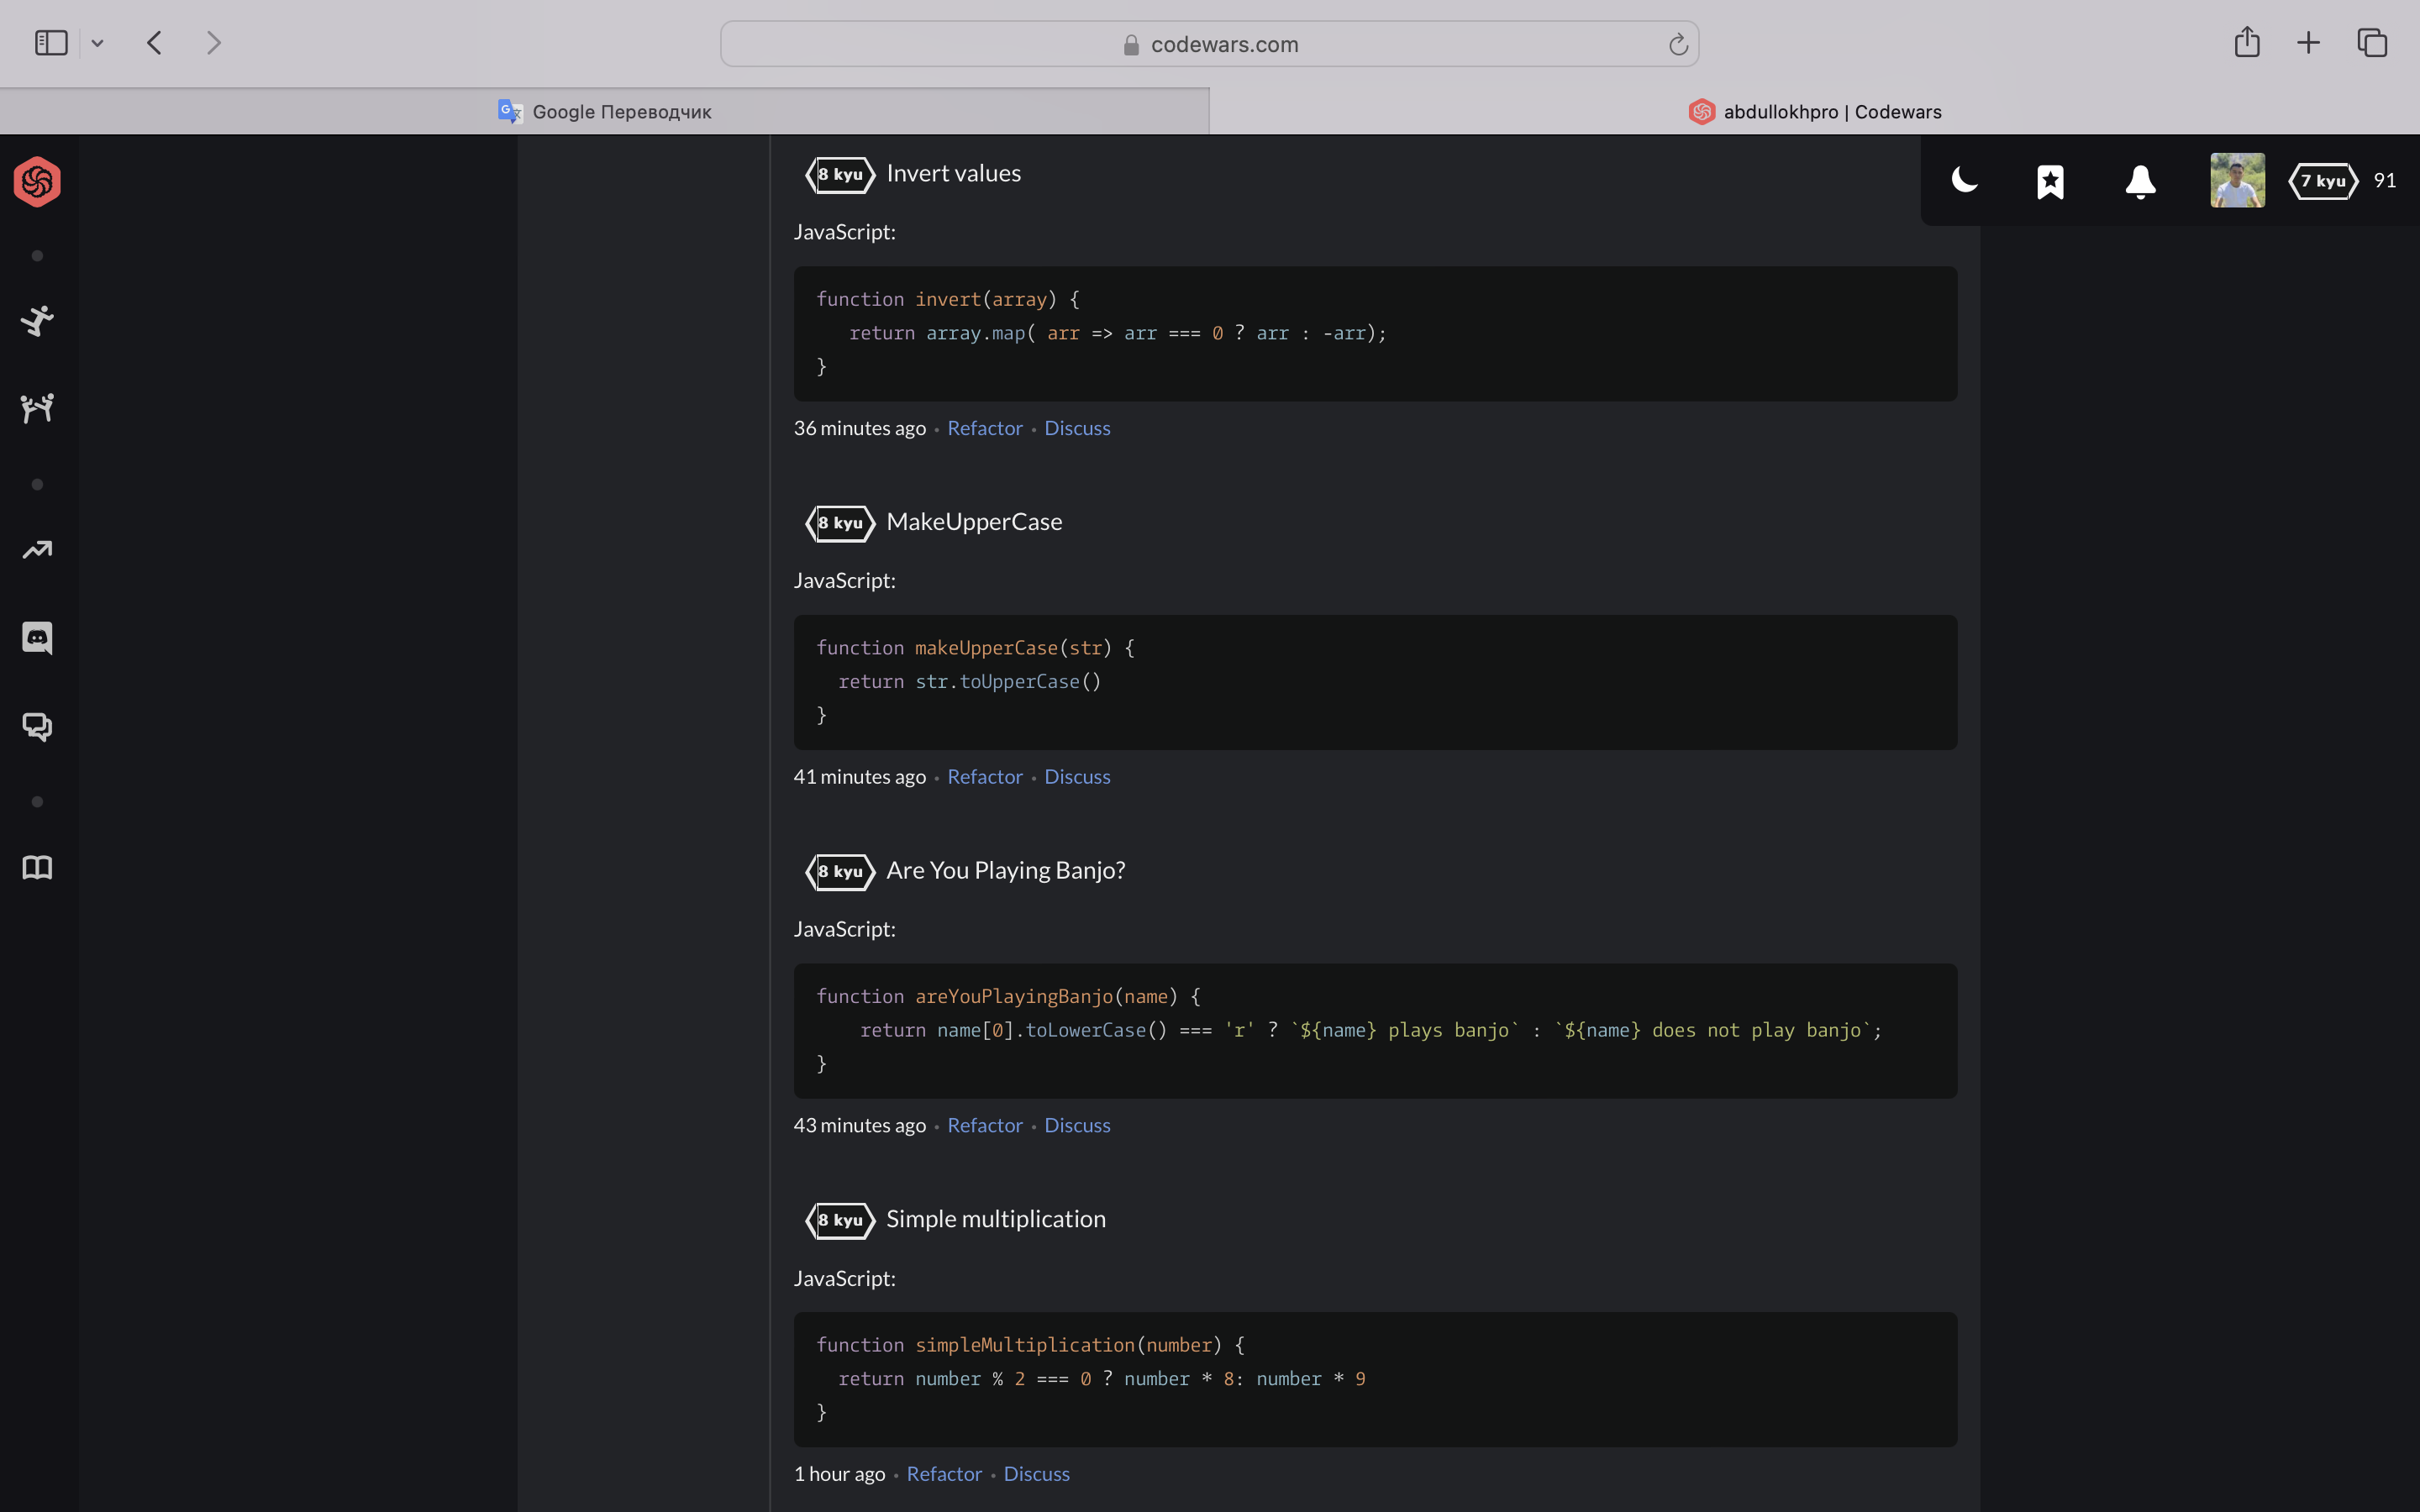 codewars.com
Google Переводчик
abdullokhpro | Codewars
7 kyu 91
8 kyu Invert values
JavaScript:
function invert(array) {
   return array.map( arr => arr === 0 ? arr : -arr);
}
36 minutes ago • Refactor • Discuss
8 kyu MakeUpperCase
JavaScript:
function makeUpperCase(str) {
  return str.toUpperCase()
}
41 minutes ago • Refactor • Discuss
8 kyu Are You Playing Banjo?
JavaScript:
function areYouPlayingBanjo(name) {
    return name[0].toLowerCase() === 'r' ? `${name} plays banjo` : `${name} does not play banjo`;
}
43 minutes ago • Refactor • Discuss
8 kyu Simple multiplication
JavaScript:
function simpleMultiplication(number) {
  return number % 2 === 0 ? number * 8: number * 9
}
1 hour ago • Refactor • Discuss